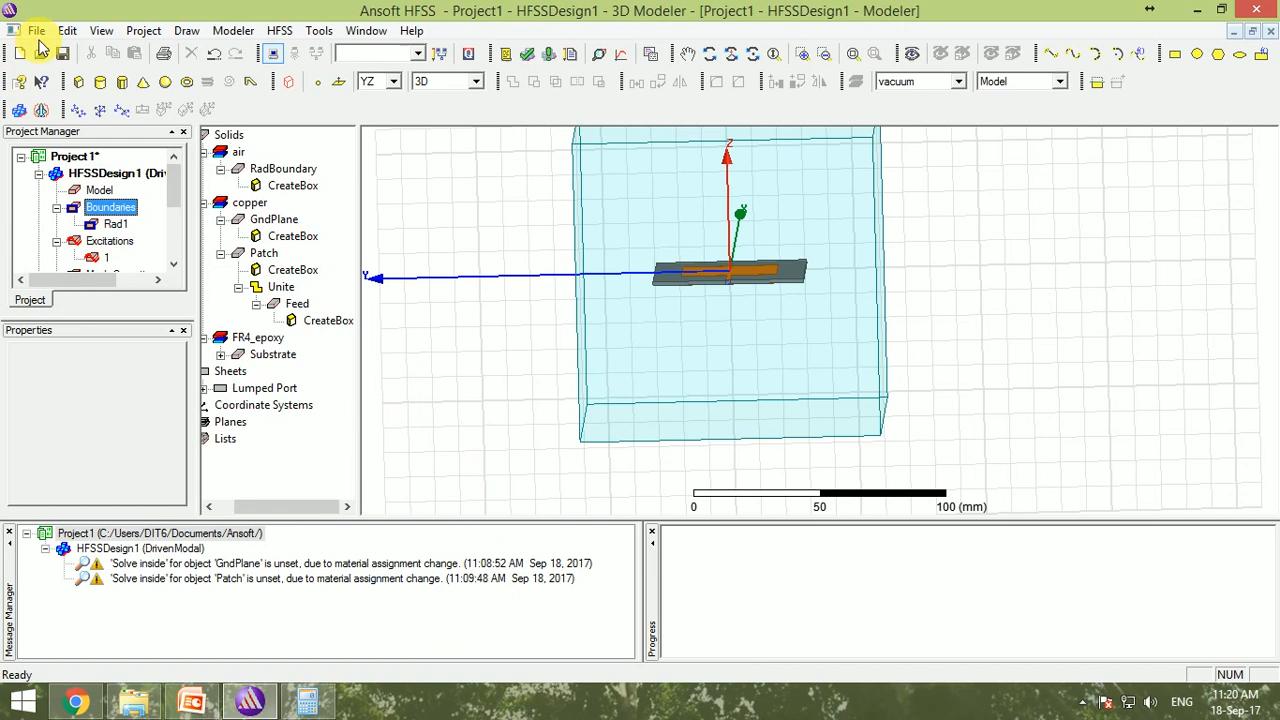 Ansoft HFSS - Project1 - HFSSDesign1 - 3D Modeler - [Project1 - HFSSDesign1 - Modeler]
File Edit View Project Draw Modeler HFSS Tools Window Help
YZ 3D vacuum Model
Project Manager
Project1*
HFSSDesign1 (Driv
Model
Boundaries
Rad1
Excitations
1
Project
Properties
Solids
air
RadBoundary
CreateBox
copper
GndPlane
CreateBox
Patch
CreateBox
Unite
Feed
CreateBox
FR4_epoxy
Substrate
Sheets
Lumped Port
Coordinate Systems
Planes
Lists
Z
Y
0 50 100 (mm)
Message Manager
Project1 (C:/Users/DIT6/Documents/Ansoft/)
HFSSDesign1 (DrivenModal)
'Solve inside' for object 'GndPlane' is unset, due to material assignment change. (11:08:52 AM Sep 18, 2017)
'Solve inside' for object 'Patch' is unset, due to material assignment change. (11:09:48 AM Sep 18, 2017)
Progress
Ready
NUM
ENG
11:20 AM
18-Sep-17